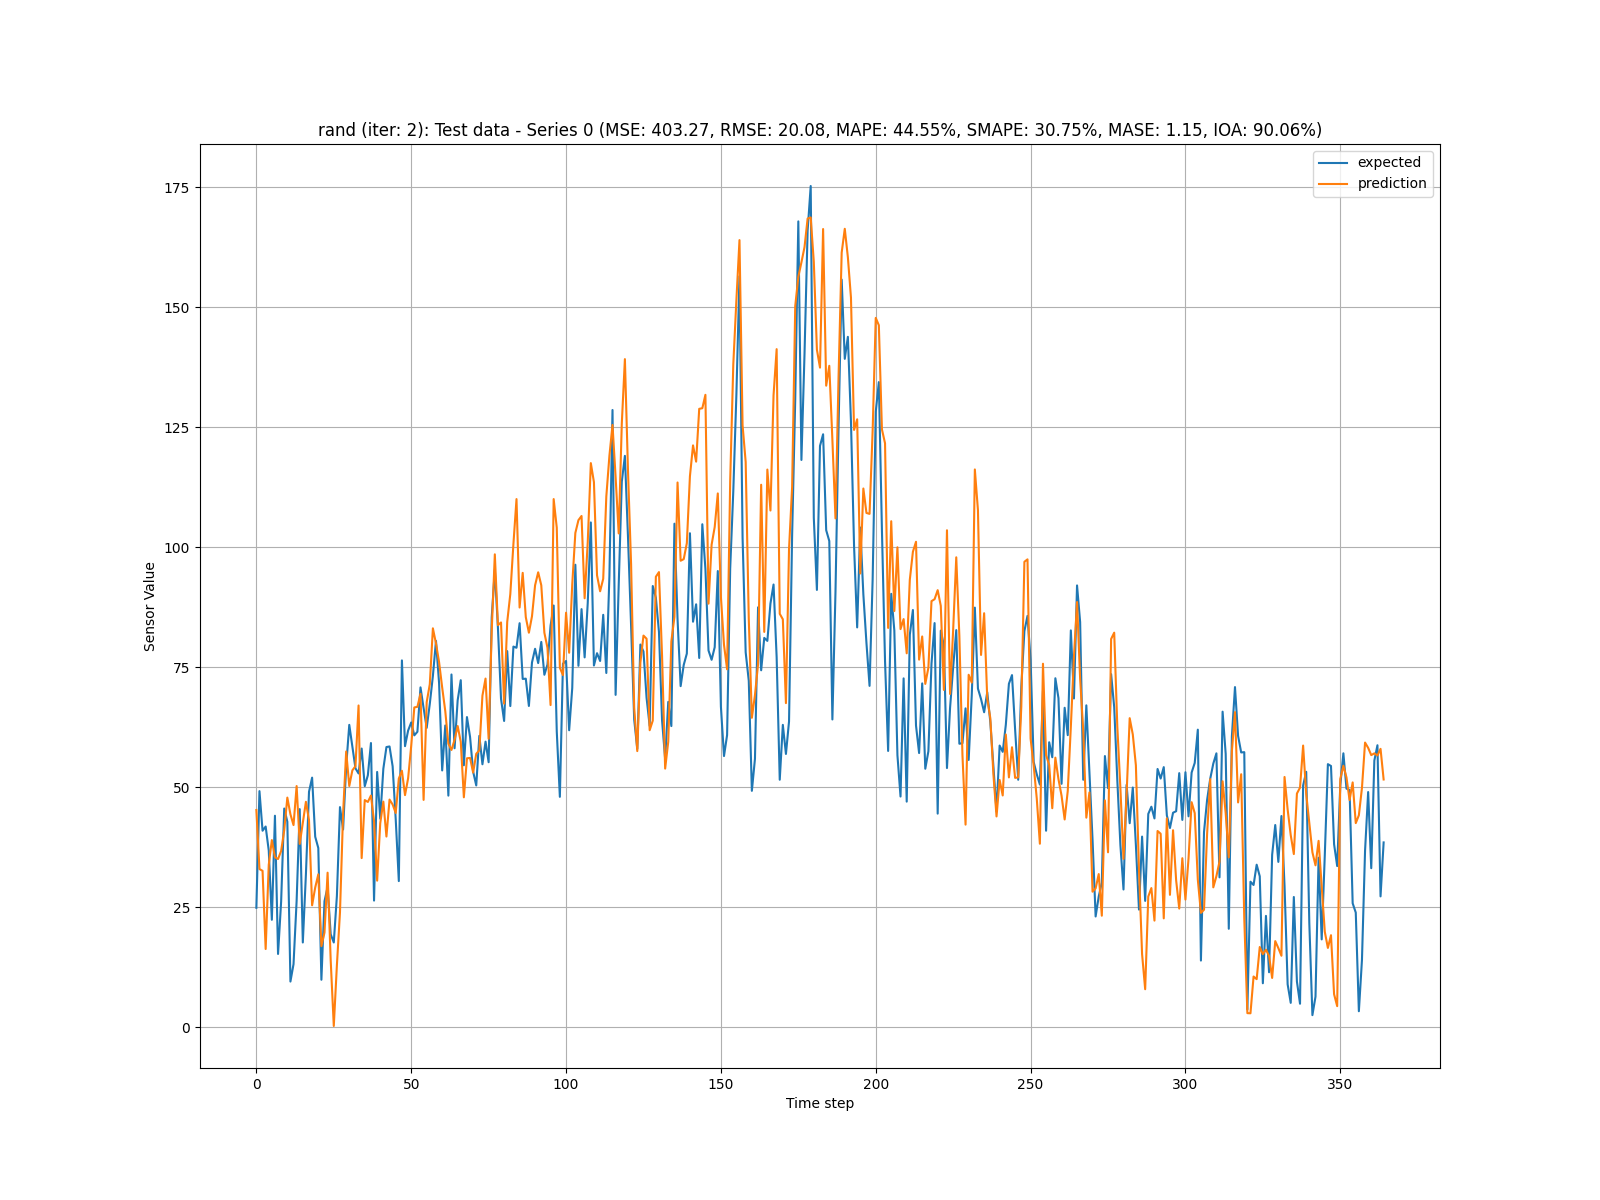 rand (iter: 2): Test data - Series 0 (MSE: 403.27, RMSE: 20.08, MAPE: 44.55%, SMAPE: 30.75%, MASE: 1.15, IOA: 90.06%)
expected
prediction
175
150
125
100
75
50
25
0
Sensor Value
0 50 100 150 200 250 300 350
Time step